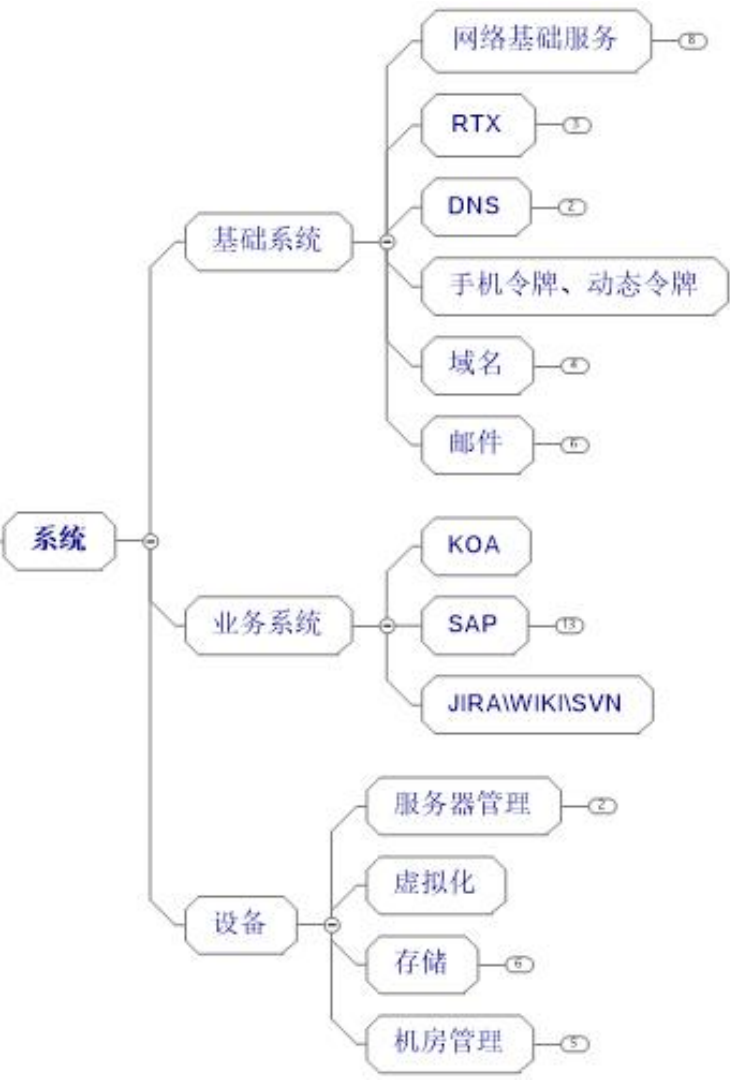 网络基础服务
8
RTX
3
DNS
2
基础系统
手机令牌、动态令牌
域名
4
邮件
6
系统
KOA
业务系统
SAP
13
JIRA\WIKI\SVN
服务器管理
2
虚拟化
设备
存储
6
机房管理
5